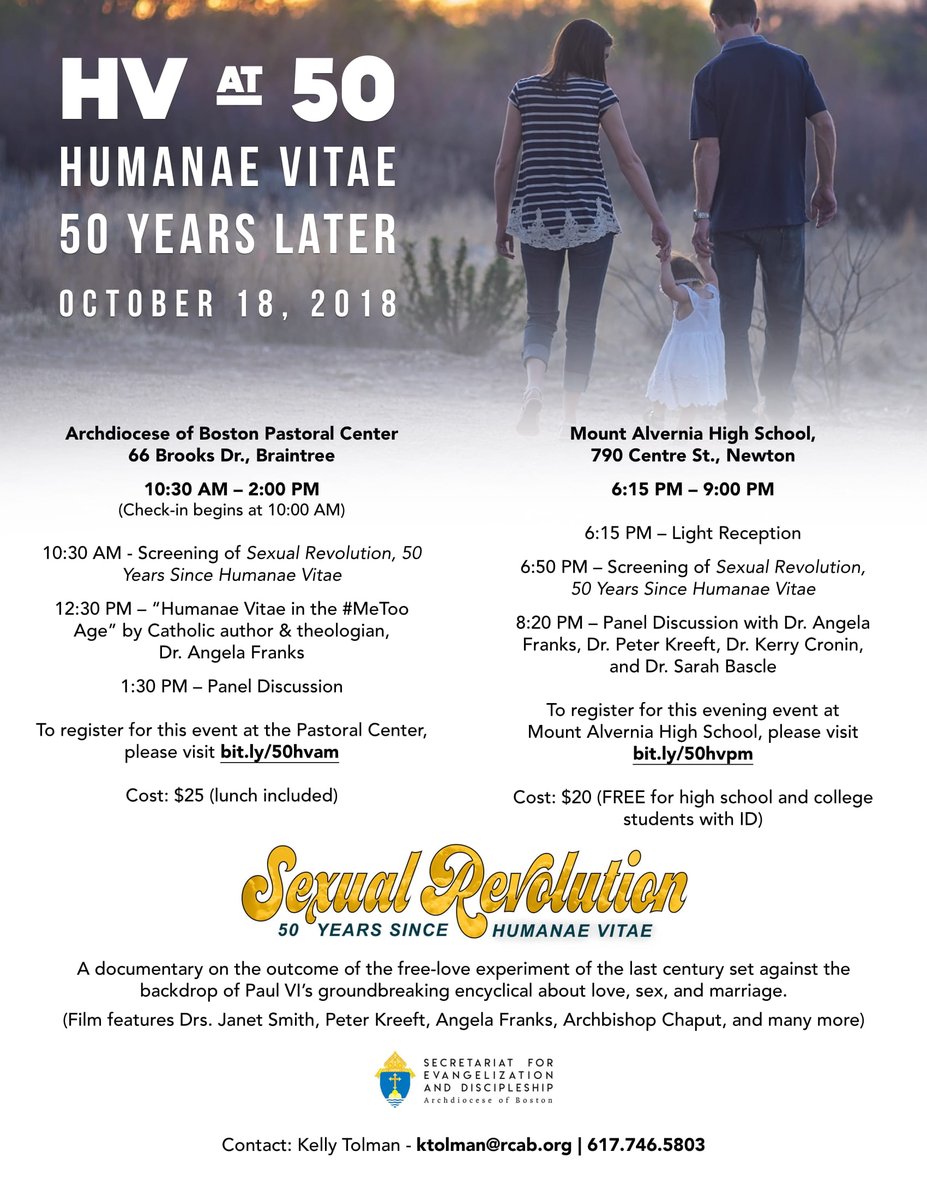 HV AT 50
HUMANAE VITAE
50 YEARS LATER
OCTOBER 18, 2018
Archdiocese of Boston Pastoral Center
66 Brooks Dr., Braintree
10:30 AM – 2:00 PM
(Check-in begins at 10:00 AM)
10:30 AM - Screening of Sexual Revolution, 50
Years Since Humanae Vitae
12:30 PM – "Humanae Vitae in the #MeToo
Age" by Catholic author & theologian,
Dr. Angela Franks
1:30 PM – Panel Discussion
To register for this event at the Pastoral Center,
please visit bit.ly/50hvam
Cost: $25 (lunch included)
Mount Alvernia High School,
790 Centre St., Newton
6:15 PM – 9:00 PM
6:15 PM – Light Reception
6:50 PM – Screening of Sexual Revolution,
50 Years Since Humanae Vitae
8:20 PM – Panel Discussion with Dr. Angela
Franks, Dr. Peter Kreeft, Dr. Kerry Cronin,
and Dr. Sarah Bascle
To register for this evening event at
Mount Alvernia High School, please visit
bit.ly/50hvpm
Cost: $20 (FREE for high school and college
students with ID)
Sexual Revolution
50 YEARS SINCE HUMANAE VITAE
A documentary on the outcome of the free-love experiment of the last century set against the
backdrop of Paul VI's groundbreaking encyclical about love, sex, and marriage.
(Film features Drs. Janet Smith, Peter Kreeft, Angela Franks, Archbishop Chaput, and many more)
SECRETARIAT FOR
EVANGELIZATION
AND DISCIPLESHIP
Archdiocese of Boston
Contact: Kelly Tolman - ktolman@rcab.org | 617.746.5803